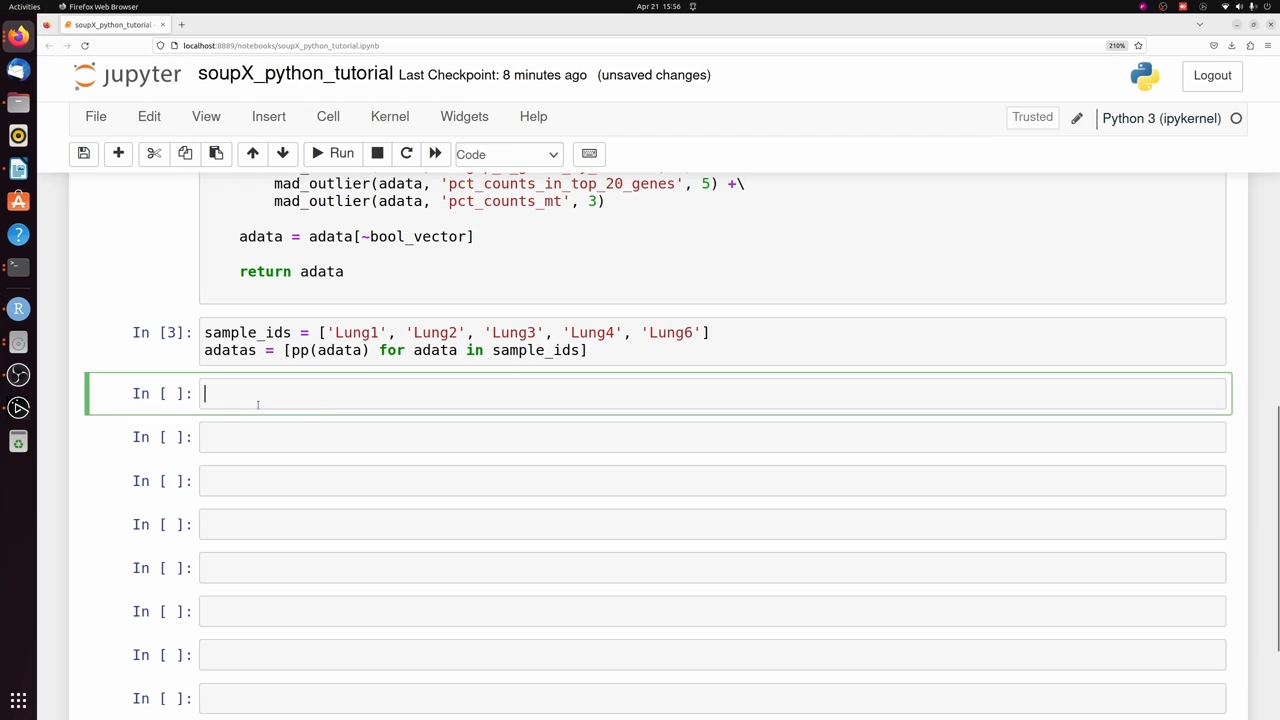 Activities
Firefox Web Browser
Apr 21 15:56
soupX_python_tutorial
localhost:8889/notebooks/soupX_python_tutorial.ipynb
210%
jupyter
soupX_python_tutorial Last Checkpoint: 8 minutes ago (unsaved changes)
Logout
File Edit View Insert Cell Kernel Widgets Help
Trusted
Python 3 (ipykernel)
Run
Code
mad_outlier(adata, 'pct_counts_in_top_20_genes', 5) +\
mad_outlier(adata, 'pct_counts_mt', 3)
adata = adata[~bool_vector]
return adata
In [3]:
sample_ids = ['Lung1', 'Lung2', 'Lung3', 'Lung4', 'Lung6']
adatas = [pp(adata) for adata in sample_ids]
In [ ]:
In [ ]:
In [ ]:
In [ ]:
In [ ]:
In [ ]:
In [ ]:
In [ ]: